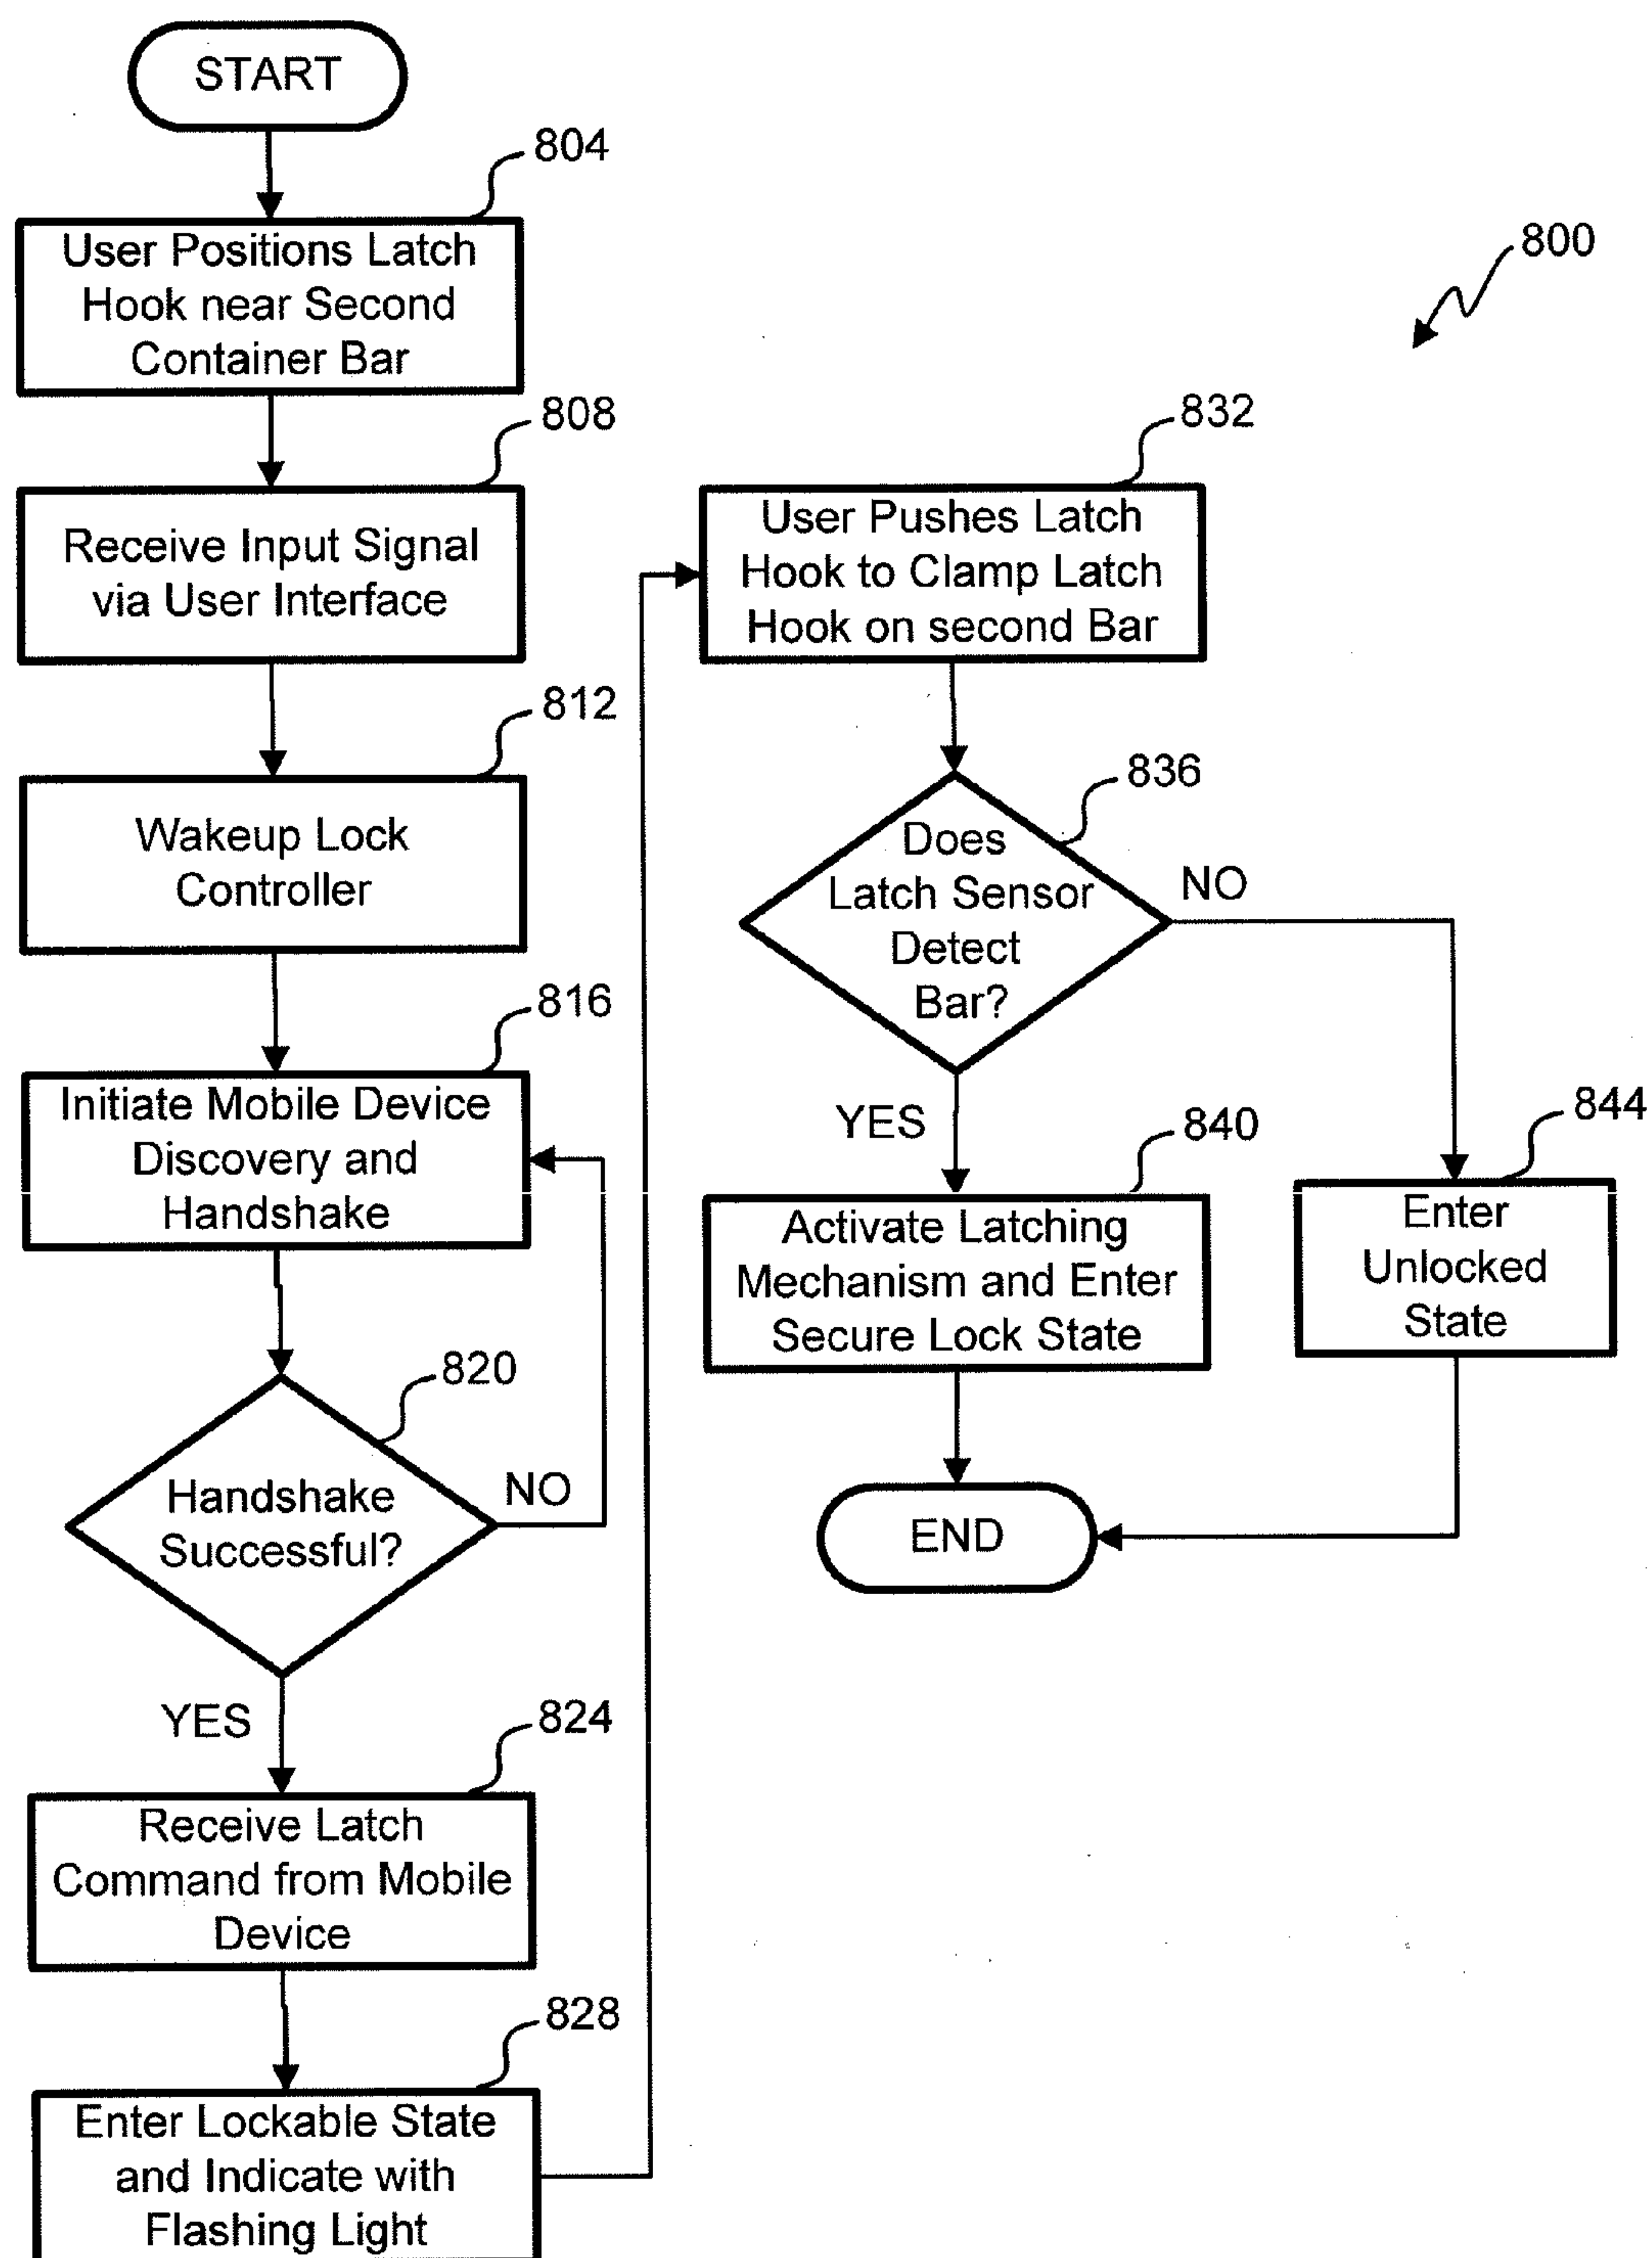 START
804
User Positions Latch
Hook near Second
Container Bar
808
Receive Input Signal
via User Interface
812
Wakeup Lock
Controller
816
Initiate Mobile Device
Discovery and
Handshake
820
Handshake
Successful?
NO
YES
824
Receive Latch
Command from Mobile
Device
828
Enter Lockable State
and Indicate with
Flashing Light
800
832
User Pushes Latch
Hook to Clamp Latch
Hook on second Bar
836
Does
Latch Sensor
Detect
Bar?
NO
YES
840
Activate Latching
Mechanism and Enter
Secure Lock State
844
Enter
Unlocked
State
END